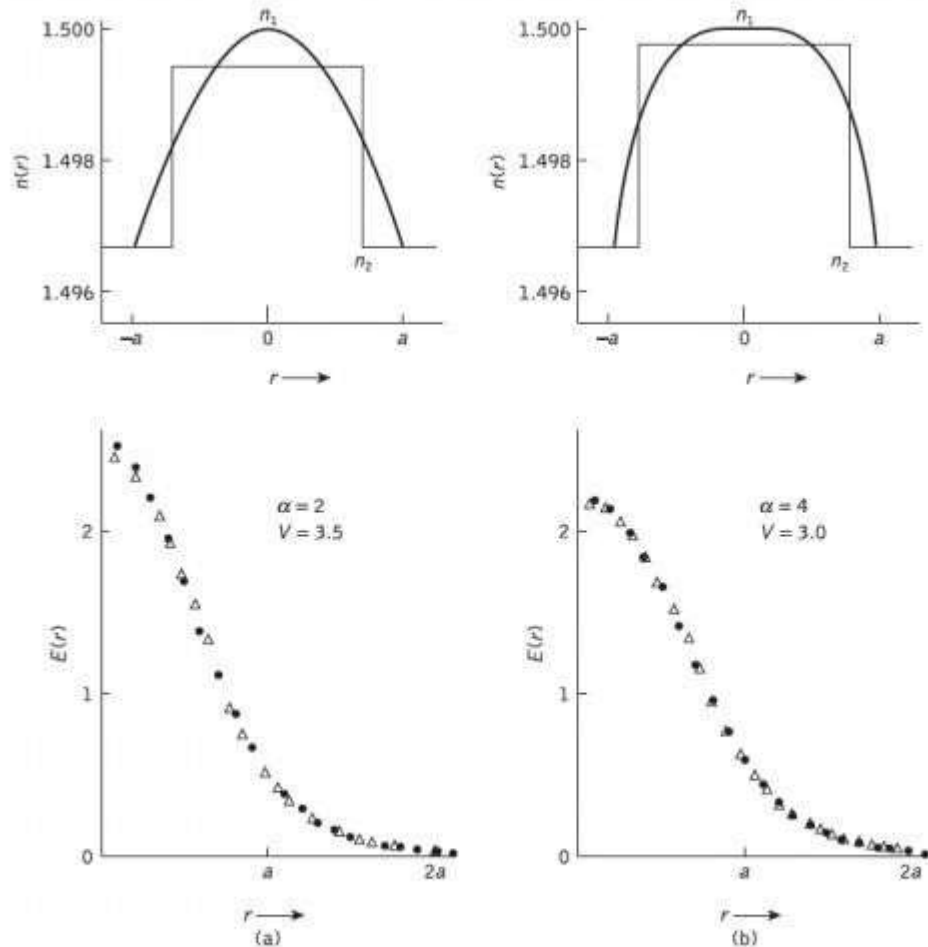 n₁
1.500
1.498
1.496
n(r)
n₂
−a
0
a
r →
n₁
1.500
1.498
1.496
n(r)
n₂
−a
0
a
r →
2
1
0
E(r)
α = 2
V = 3.5
a
2a
r →
(a)
2
1
0
E(r)
α = 4
V = 3.0
a
2a
r →
(b)